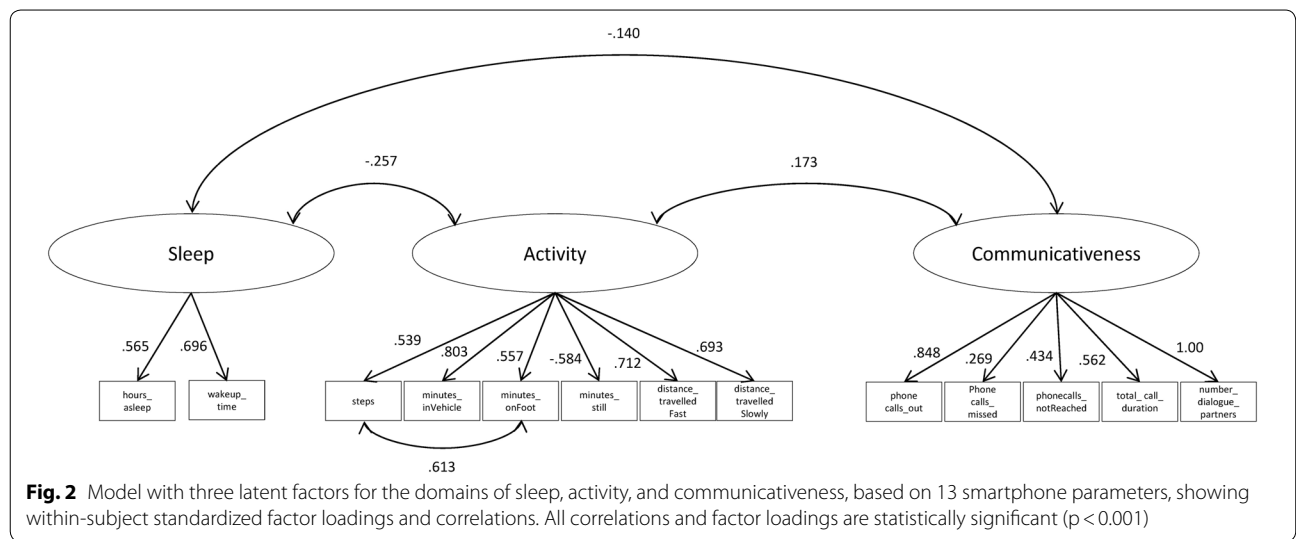 -.140
-.257
.173
Sleep
Activity
Communicativeness
.565
.696
.539
.803
.557
-.584
.712
.693
.848
.269
.434
.562
1.00
hours_
asleep
wakeup_
time
steps
minutes_
inVehicle
minutes_
onFoot
minutes_
still
distance_
travelled
Fast
distance_
travelled
Slowly
phone
calls_out
Phone
calls_
missed
phonecalls_
notReached
total_call_
duration
number_
dialogue_
partners
.613
Fig. 2 Model with three latent factors for the domains of sleep, activity, and communicativeness, based on 13 smartphone parameters, showing
within-subject standardized factor loadings and correlations. All correlations and factor loadings are statistically significant (p < 0.001)